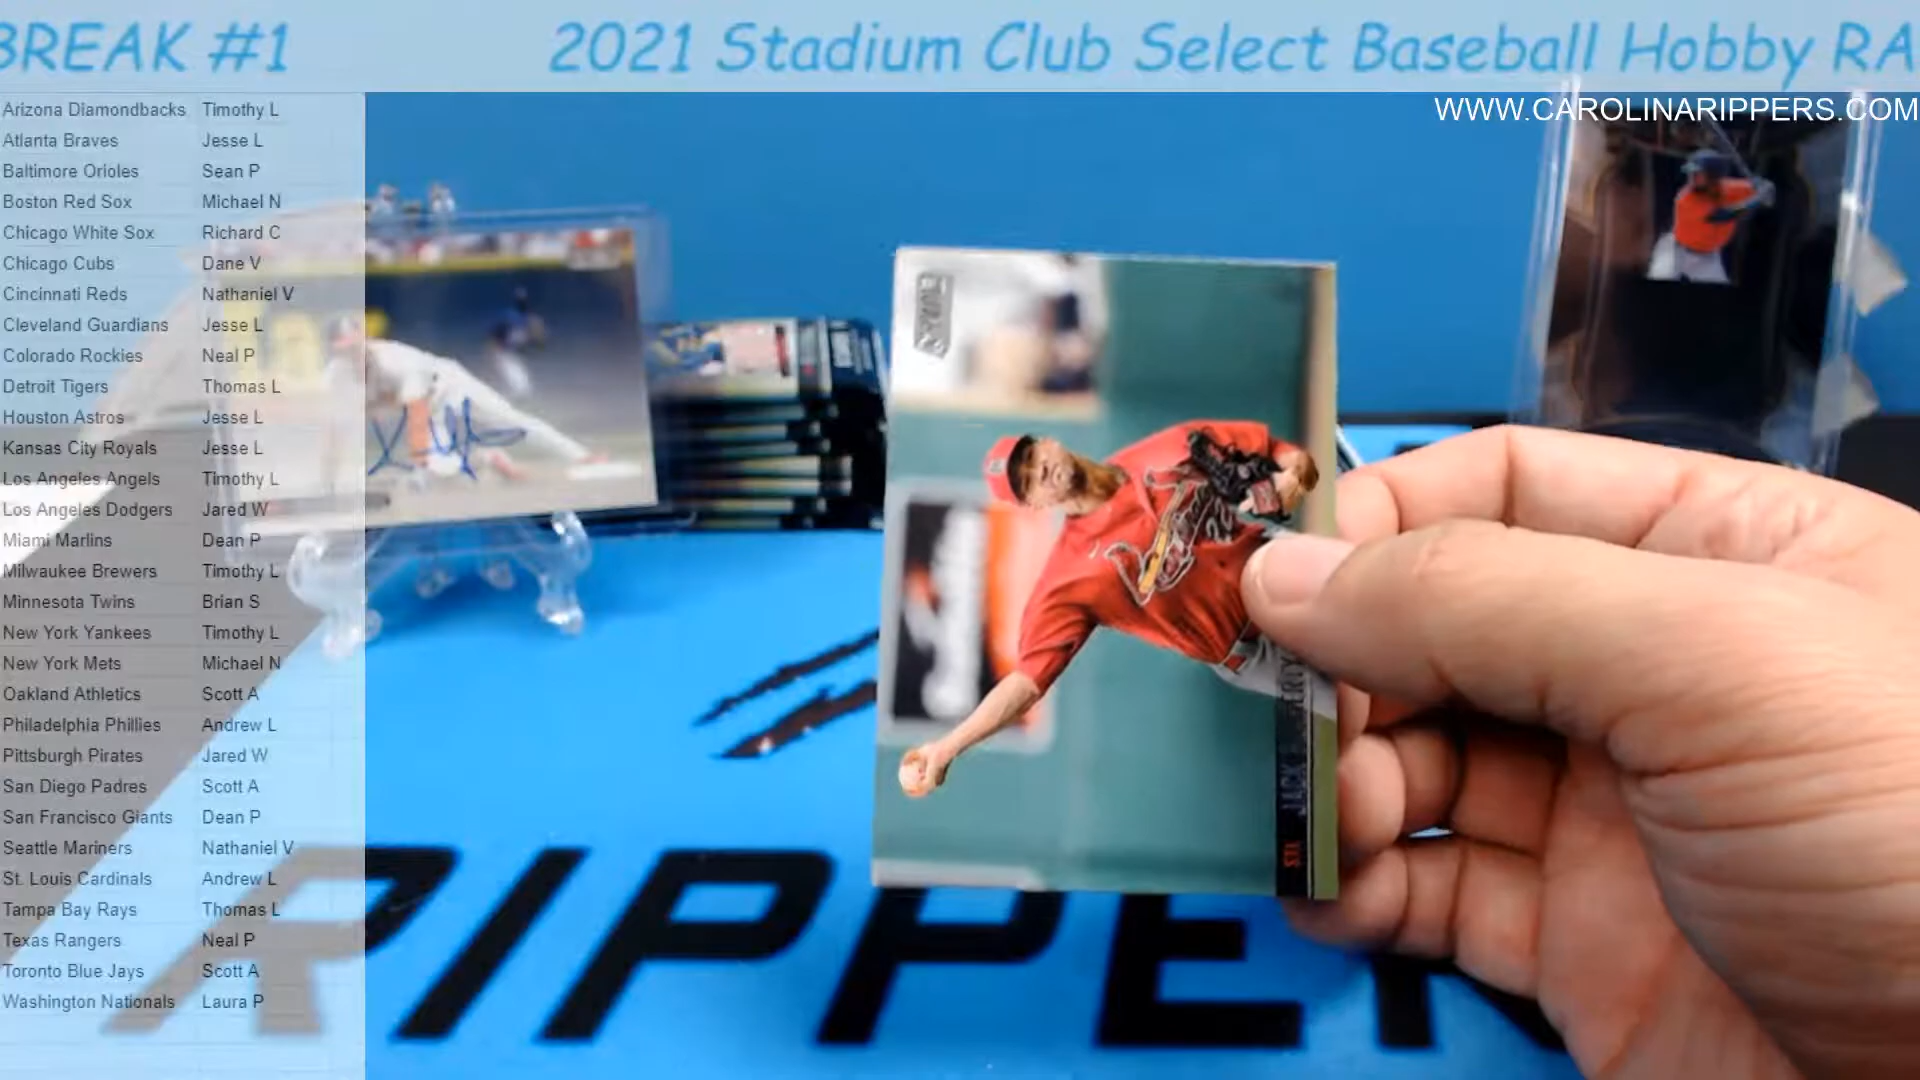 BREAK #1
2021 Stadium Club Select Baseball Hobby RA
WWW.CAROLINARIPPERS.COM
Arizona Diamondbacks Timothy L
Atlanta Braves Jesse L
Baltimore Orioles Sean P
Boston Red Sox Michael N
Chicago White Sox Richard C
Chicago Cubs Dane V
Cincinnati Reds Nathaniel V
Cleveland Guardians Jesse L
Colorado Rockies Neal P
Detroit Tigers Thomas L
Houston Astros Jesse L
Kansas City Royals Jesse L
Los Angeles Angels Timothy L
Los Angeles Dodgers Jared W
Miami Marlins Dean P
Milwaukee Brewers Timothy L
Minnesota Twins Brian S
New York Yankees Timothy L
New York Mets Michael N
Oakland Athletics Scott A
Philadelphia Phillies Andrew L
Pittsburgh Pirates Jared W
San Diego Padres Scott A
San Francisco Giants Dean P
Seattle Mariners Nathaniel V
St. Louis Cardinals Andrew L
Tampa Bay Rays Thomas L
Texas Rangers Neal P
Toronto Blue Jays Scott A
Washington Nationals Laura P
JACK
STL
RIPPER